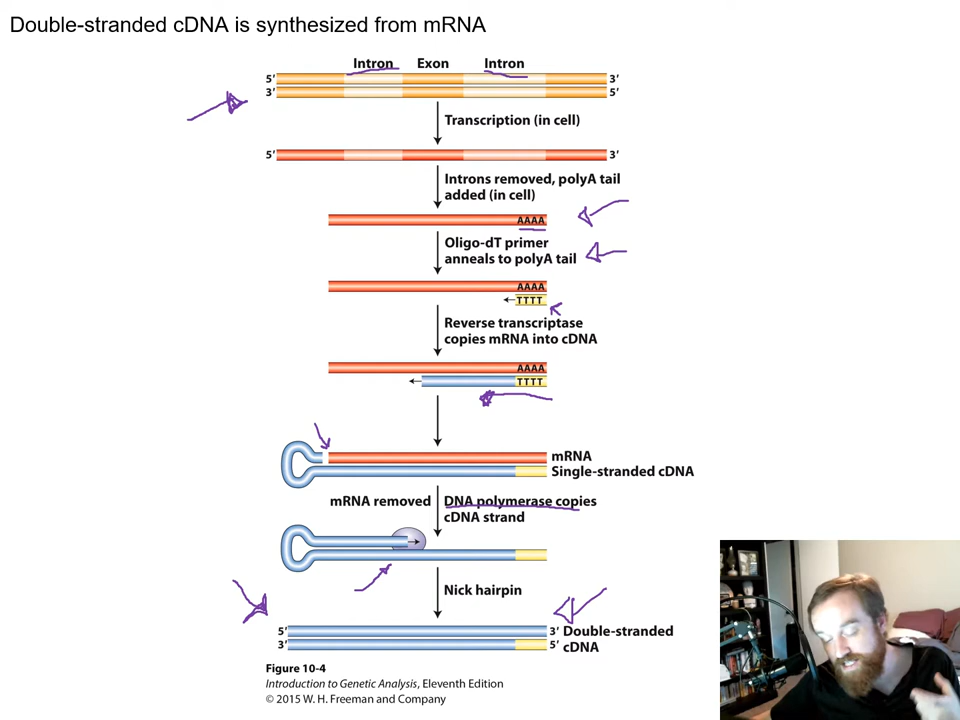 Double-stranded cDNA is synthesized from mRNA
Intron Exon Intron
5′ 3′
3′ 5′
Transcription (in cell)
5′ 3′
Introns removed, polyA tail
added (in cell)
AAAA
Oligo-dT primer
anneals to polyA tail
AAAA
TTTT
Reverse transcriptase
copies mRNA into cDNA
AAAA
TTTT
mRNA
Single-stranded cDNA
mRNA removed DNA polymerase copies
cDNA strand
Nick hairpin
5′ 3′ Double-stranded
3′ 5′ cDNA
Figure 10-4
Introduction to Genetic Analysis, Eleventh Edition
© 2015 W. H. Freeman and Company